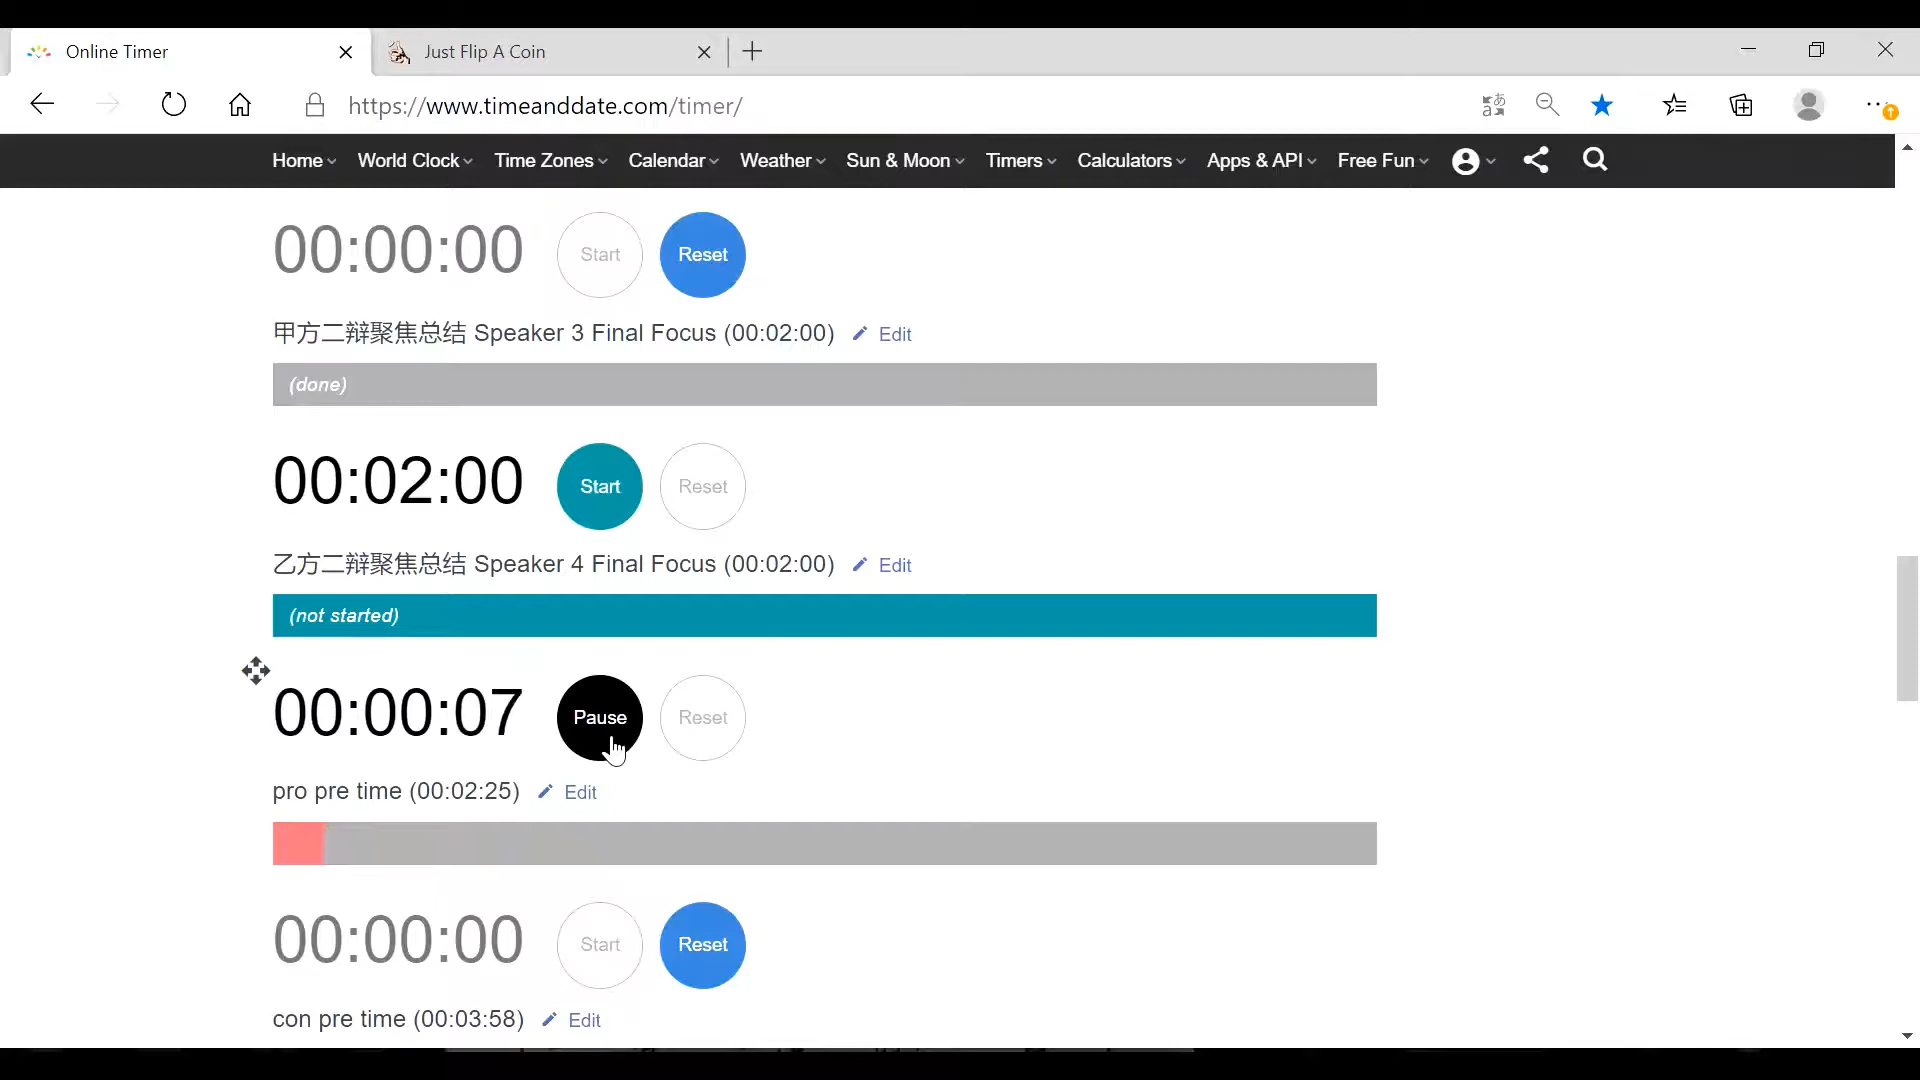 Online Timer
Just Flip A Coin
https://www.timeanddate.com/timer/
Home World Clock Time Zones Calendar Weather Sun & Moon Timers Calculators Apps & API Free Fun
00:00:00 Start Reset
甲方二辩聚焦总结 Speaker 3 Final Focus (00:02:00) Edit
(done)
00:02:00 Start Reset
乙方二辩聚焦总结 Speaker 4 Final Focus (00:02:00) Edit
(not started)
00:00:07 Pause Reset
pro pre time (00:02:25) Edit
00:00:00 Start Reset
con pre time (00:03:58) Edit